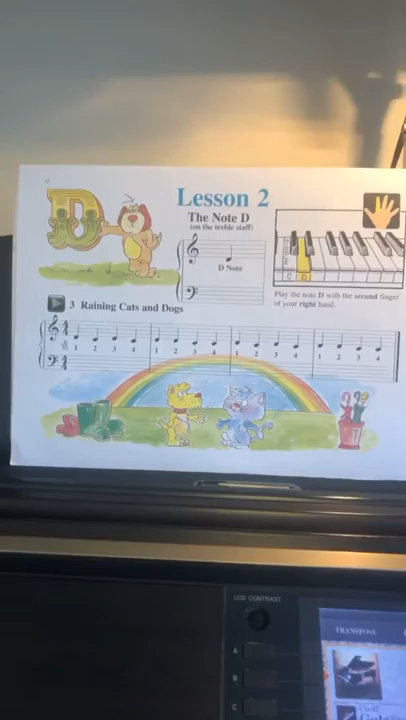 D
Lesson 2
The Note D
(on the treble staff)
D Note
C D
Play the note D with the second finger
of your right hand.
3 Raining Cats and Dogs
1 2 3 4 1 2 3 4 1 2 3 4 1 2 3 4
LCD CONTRAST
TRANSPOSE
A
B
C